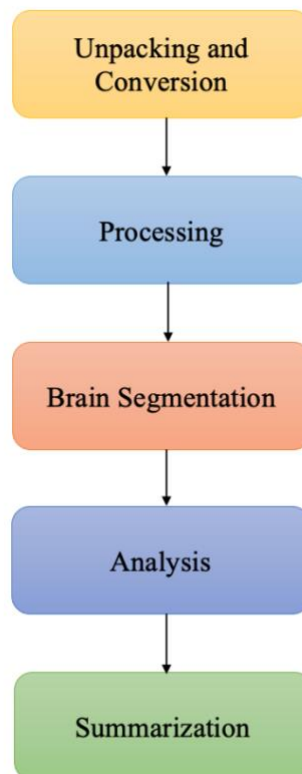 Unpacking and
Conversion
Processing
Brain Segmentation
Analysis
Summarization